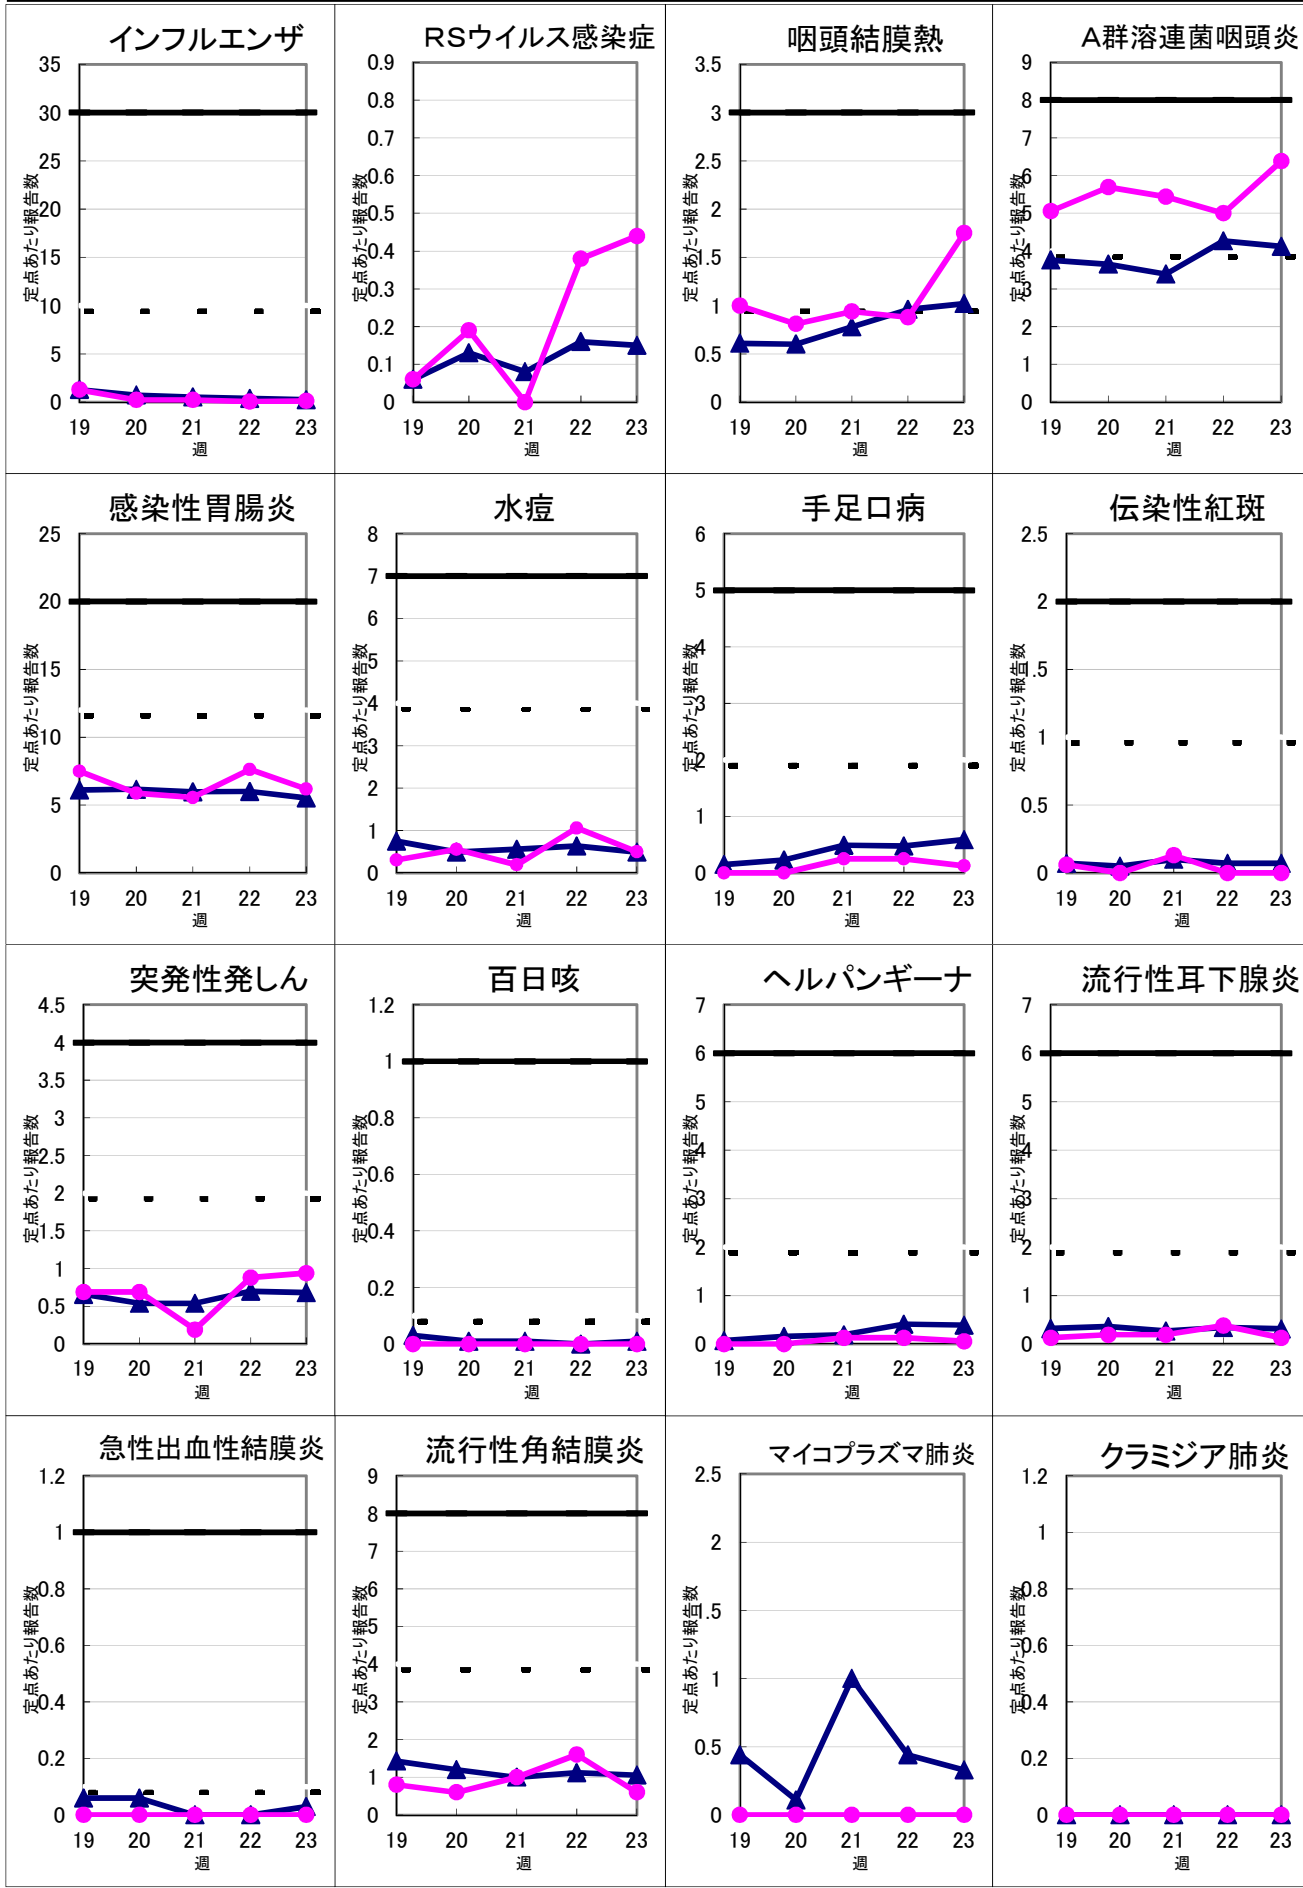 インフルエンザ
35
30
25
20
15
10
5
0
定点あたり報告数
19 20 21 22 23
週
RSウイルス感染症
0.9
0.8
0.7
0.6
0.5
0.4
0.3
0.2
0.1
0
定点あたり報告数
19 20 21 22 23
週
咽頭結膜熱
3.5
3
2.5
2
1.5
1
0.5
0
定点あたり報告数
19 20 21 22 23
週
A群溶連菌咽頭炎
9
8
7
6
5
4
3
2
1
0
定点あたり報告数
19 20 21 22 23
週
感染性胃腸炎
25
20
15
10
5
0
定点あたり報告数
19 20 21 22 23
週
水痘
8
7
6
5
4
3
2
1
0
定点あたり報告数
19 20 21 22 23
週
手足口病
6
5
4
3
2
1
0
定点あたり報告数
19 20 21 22 23
週
伝染性紅斑
2.5
2
1.5
1
0.5
0
定点あたり報告数
19 20 21 22 23
週
突発性発しん
4.5
4
3.5
3
2.5
2
1.5
1
0.5
0
定点あたり報告数
19 20 21 22 23
週
百日咳
1.2
1
0.8
0.6
0.4
0.2
0
定点あたり報告数
19 20 21 22 23
週
ヘルパンギーナ
7
6
5
4
3
2
1
0
定点あたり報告数
19 20 21 22 23
週
流行性耳下腺炎
7
6
5
4
3
2
1
0
定点あたり報告数
19 20 21 22 23
週
急性出血性結膜炎
1.2
1
0.8
0.6
0.4
0.2
0
定点あたり報告数
19 20 21 22 23
週
流行性角結膜炎
9
8
7
6
5
4
3
2
1
0
定点あたり報告数
19 20 21 22 23
週
マイコプラズマ肺炎
2.5
2
1.5
1
0.5
0
定点あたり報告数
19 20 21 22 23
週
クラミジア肺炎
1.2
1
0.8
0.6
0.4
0.2
0
定点あたり報告数
19 20 21 22 23
週